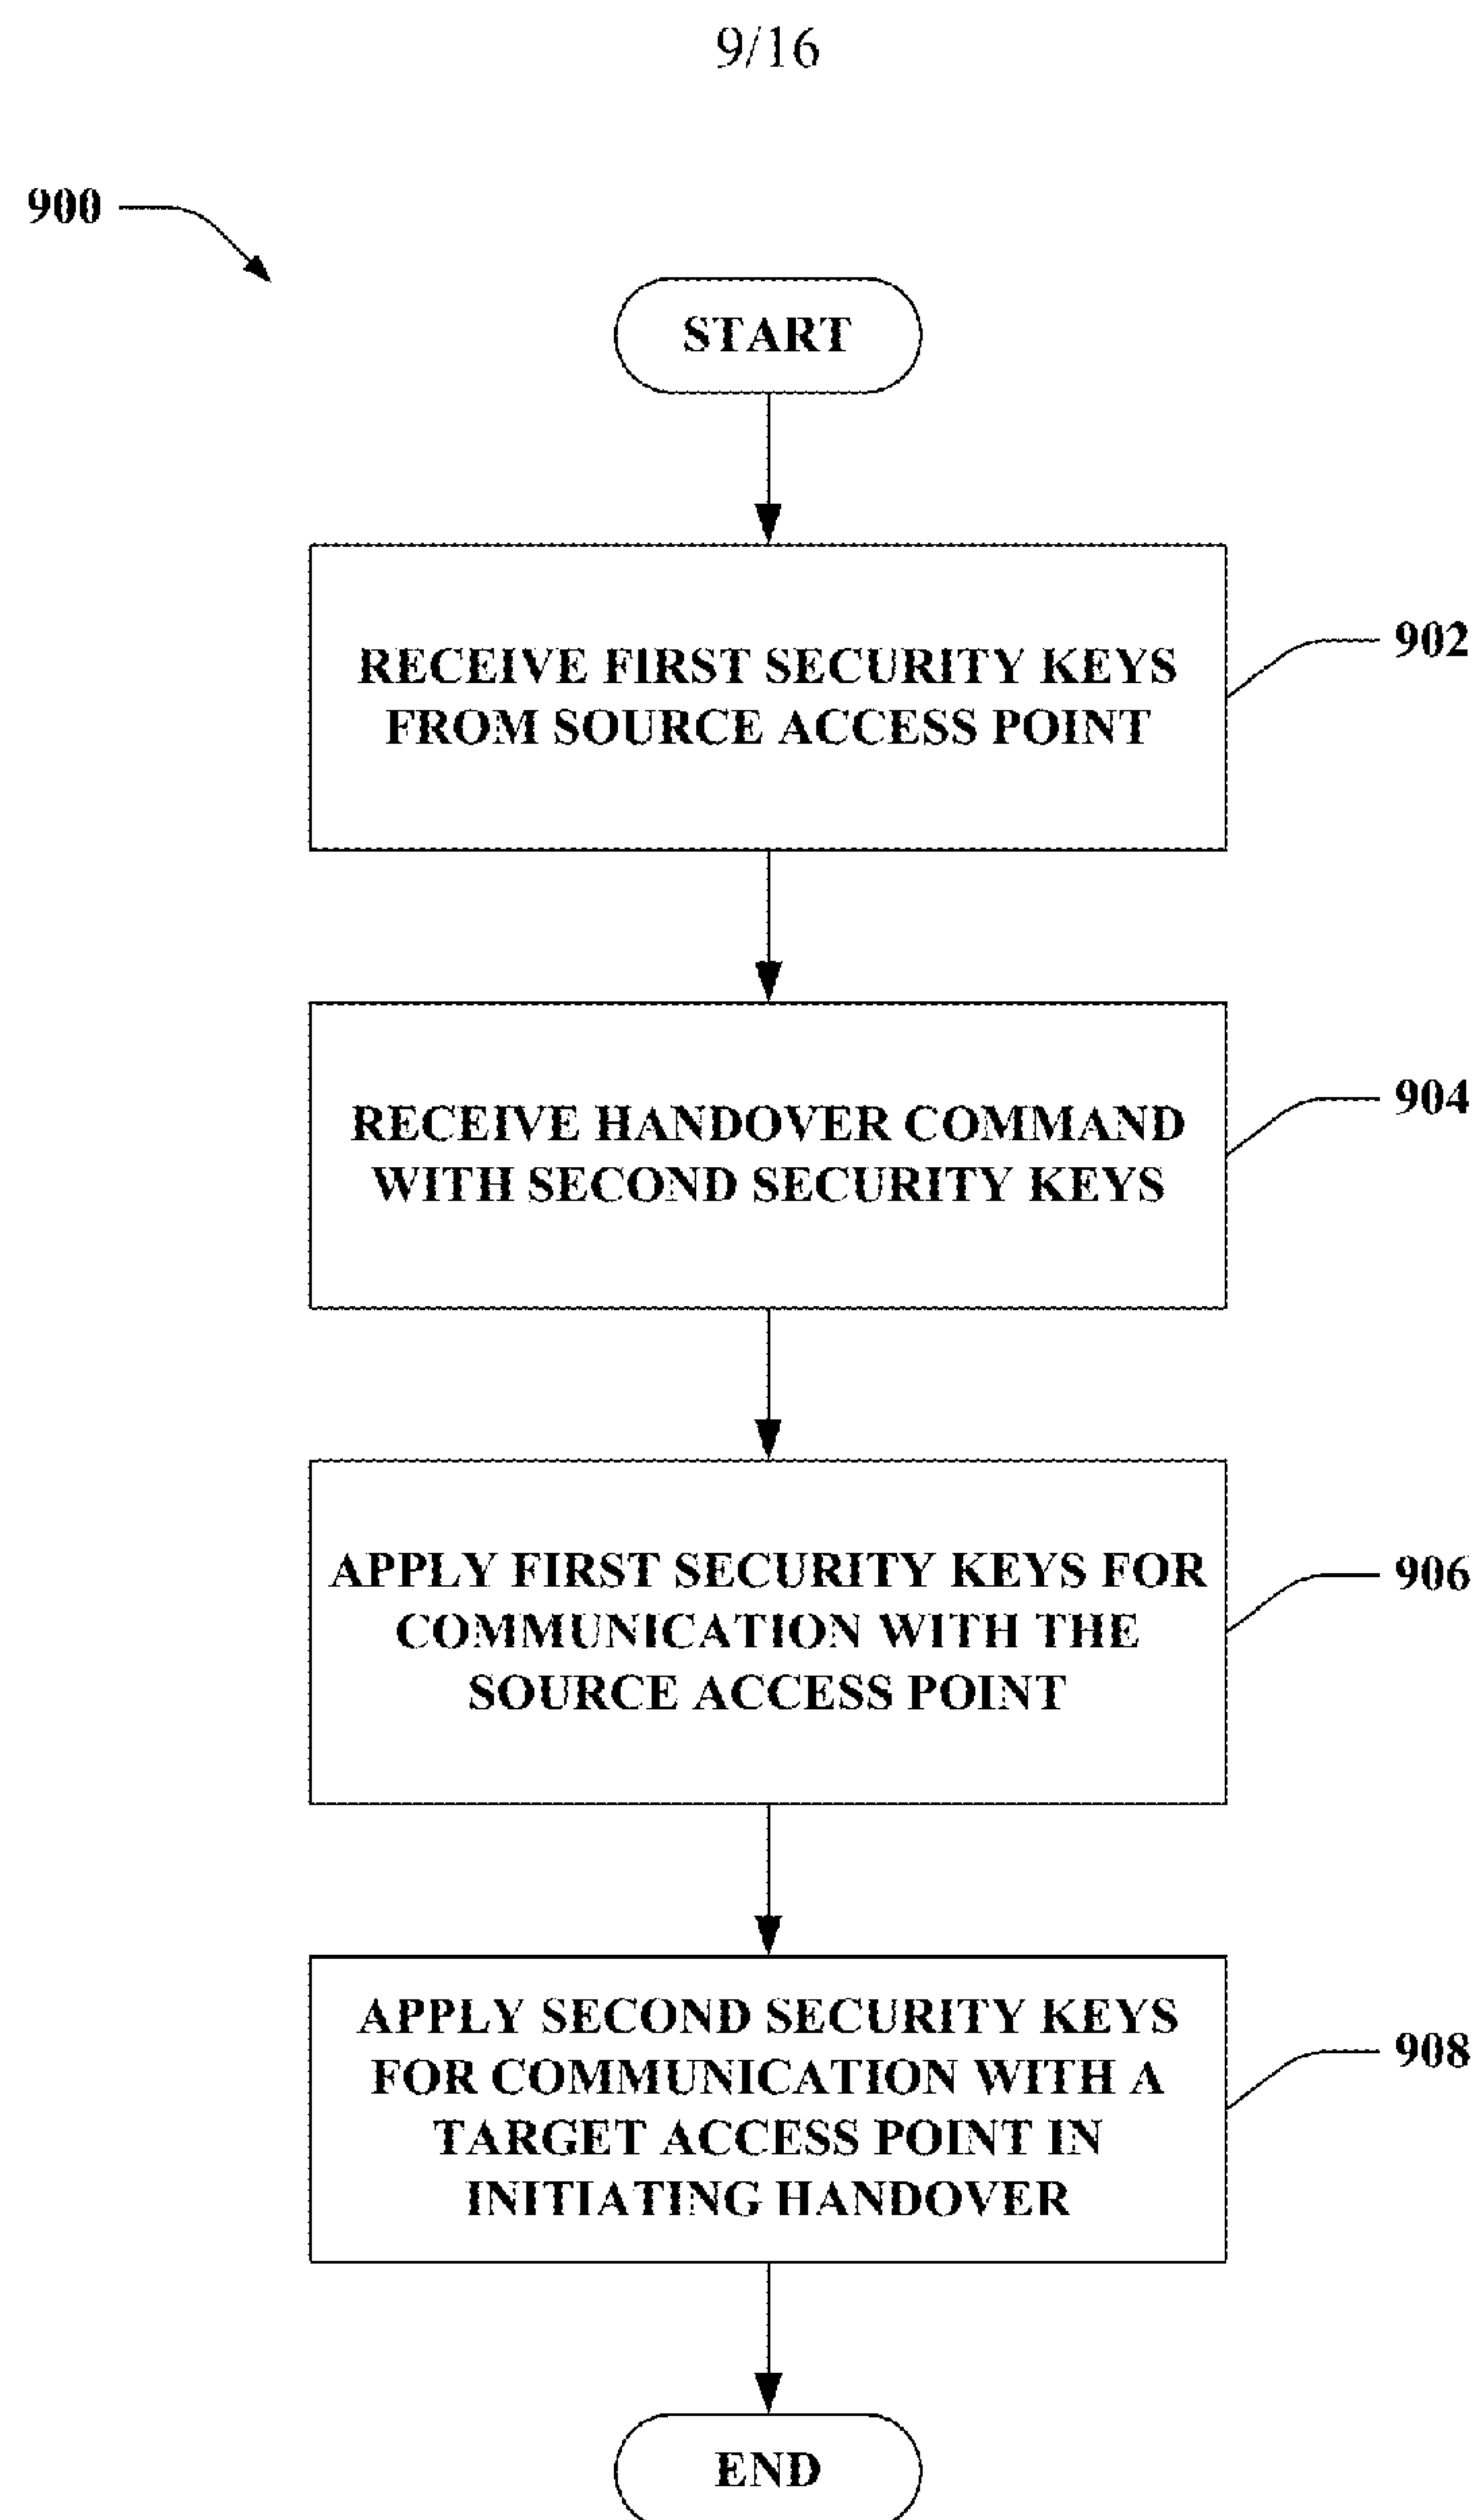 9/16
900
START
RECEIVE FIRST SECURITY KEYS
FROM SOURCE ACCESS POINT
902
RECEIVE HANDOVER COMMAND
WITH SECOND SECURITY KEYS
904
APPLY FIRST SECURITY KEYS FOR
COMMUNICATION WITH THE
SOURCE ACCESS POINT
906
APPLY SECOND SECURITY KEYS
FOR COMMUNICATION WITH A
TARGET ACCESS POINT IN
INITIATING HANDOVER
908
END